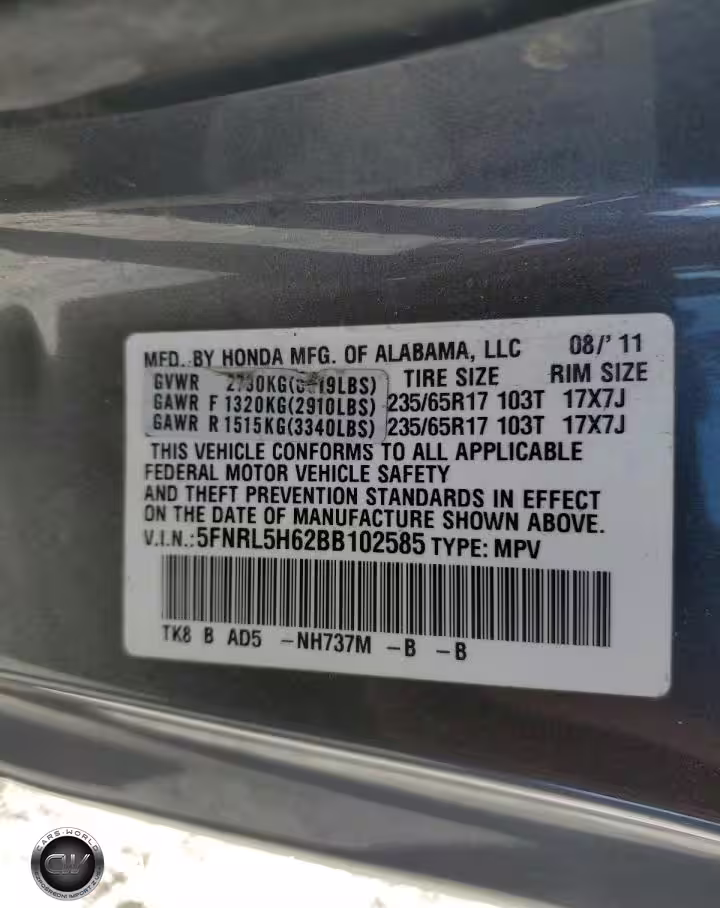 MFD. BY HONDA MFG. OF ALABAMA, LLC 08/'11
GVWR TIRE SIZE RIM SIZE
GAWR F 1320KG(2910LBS) 235/65R17 103T 17X7J
GAWR R 1515KG(3340LBS) 235/65R17 103T 17X7J
THIS VEHICLE CONFORMS TO ALL APPLICABLE
FEDERAL MOTOR VEHICLE SAFETY
AND THEFT PREVENTION STANDARDS IN EFFECT
ON THE DATE OF MANUFACTURE SHOWN ABOVE.
V.I.N.:5FNRL5H62BB102585 TYPE: MPV
TK8 B AD5 -NH737M -B -B
CARS-WORLD
CW